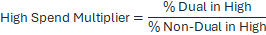 High Spend Multiplier = % Dual in High / % Non-Dual in High